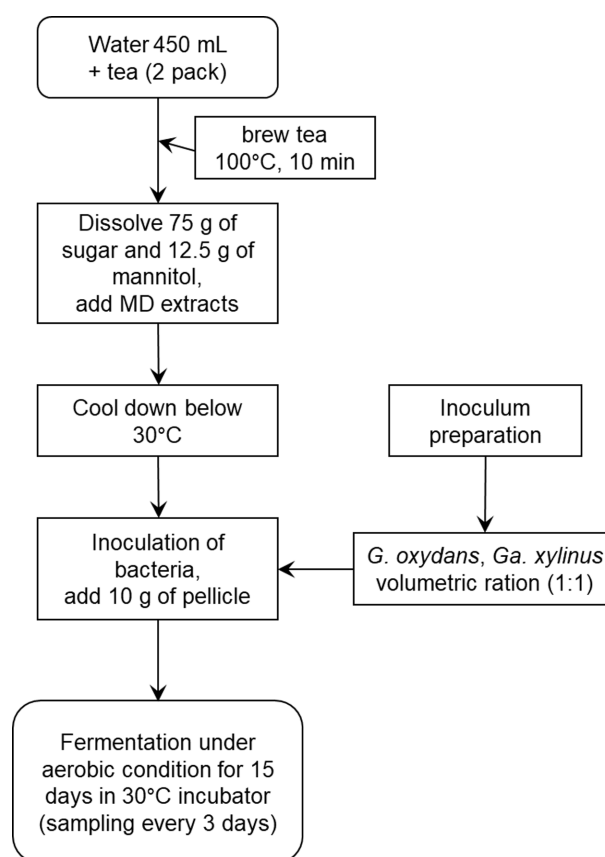 Water 450 mL
+ tea (2 pack)
brew tea
100°C, 10 min
Dissolve 75 g of
sugar and 12.5 g of
mannitol,
add MD extracts
Cool down below
30°C
Inoculum
preparation
Inoculation of
bacteria,
add 10 g of pellicle
G. oxydans, Ga. xylinus
volumetric ration (1:1)
Fermentation under
aerobic condition for 15
days in 30°C incubator
(sampling every 3 days)